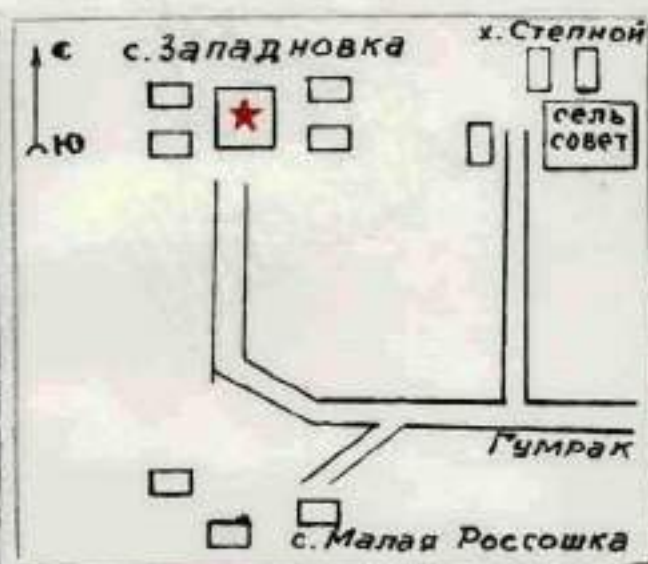 с. Западновка
х. Степной
С
Ю
сель
совет
Гумрак
с. Малая Россошка